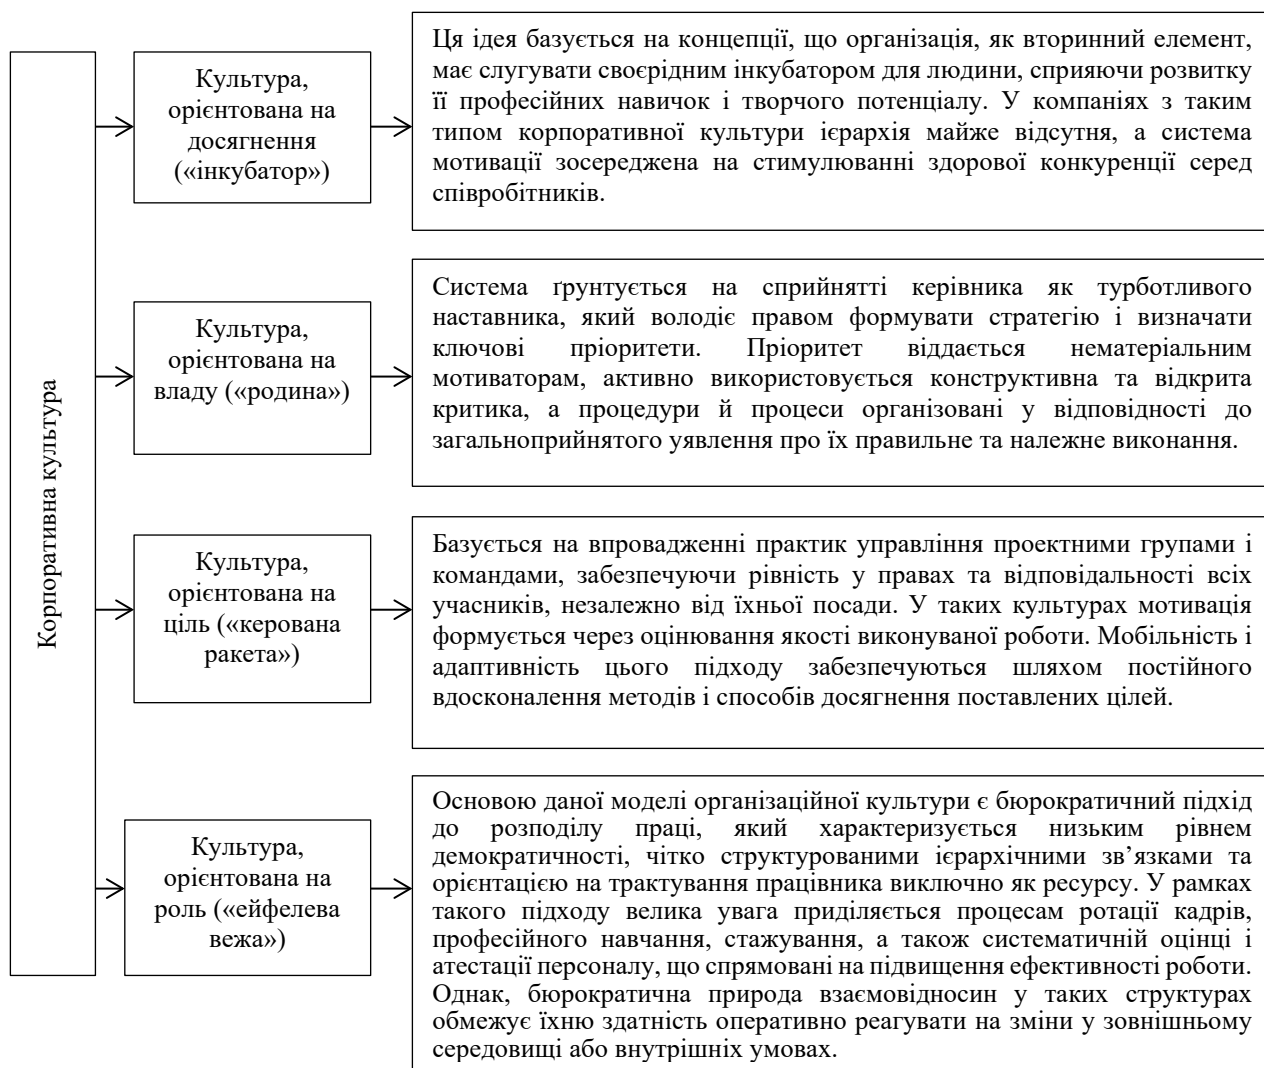 Корпоративна культура
Культура,
орієнтована на
досягнення
(«інкубатор»)
Ця ідея базується на концепції, що організація, як вторинний елемент,
має слугувати своєрідним інкубатором для людини, сприяючи розвитку
її професійних навичок і творчого потенціалу. У компаніях з таким
типом корпоративної культури ієрархія майже відсутня, а система
мотивації зосереджена на стимулюванні здорової конкуренції серед
співробітників.
Культура,
орієнтована на
владу («родина»)
Система ґрунтується на сприйнятті керівника як турботливого
наставника, який володіє правом формувати стратегію і визначати
ключові пріоритети. Пріоритет віддається нематеріальним
мотиваторам, активно використовується конструктивна та відкрита
критика, а процедури й процеси організовані у відповідності до
загальноприйнятого уявлення про їх правильне та належне виконання.
Культура,
орієнтована на
ціль («керована
ракета»)
Базується на впровадженні практик управління проектними групами і
командами, забезпечуючи рівність у правах та відповідальності всіх
учасників, незалежно від їхньої посади. У таких культурах мотивація
формується через оцінювання якості виконуваної роботи. Мобільність і
адаптивність цього підходу забезпечуються шляхом постійного
вдосконалення методів і способів досягнення поставлених цілей.
Культура,
орієнтована на
роль («ейфелева
вежа»)
Основою даної моделі організаційної культури є бюрократичний підхід
до розподілу праці, який характеризується низьким рівнем
демократичності, чітко структурованими ієрархічними зв’язками та
орієнтацією на трактування працівника виключно як ресурсу. У рамках
такого підходу велика увага приділяється процесам ротації кадрів,
професійного навчання, стажування, а також систематичній оцінці і
атестації персоналу, що спрямовані на підвищення ефективності роботи.
Однак, бюрократична природа взаємовідносин у таких структурах
обмежує їхню здатність оперативно реагувати на зміни у зовнішньому
середовищі або внутрішніх умовах.